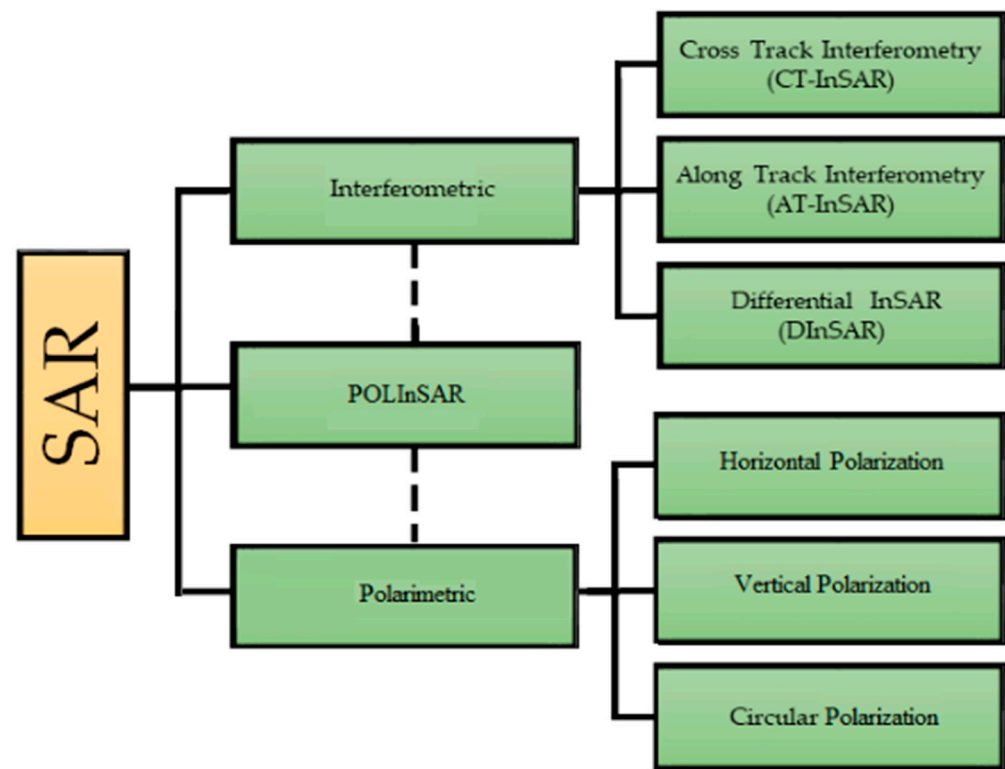 SAR
Interferometric
Cross Track Interferometry
(CT-InSAR)
Along Track Interferometry
(AT-InSAR)
Differential InSAR
(DInSAR)
POLInSAR
Polarimetric
Horizontal Polarization
Vertical Polarization
Circular Polarization